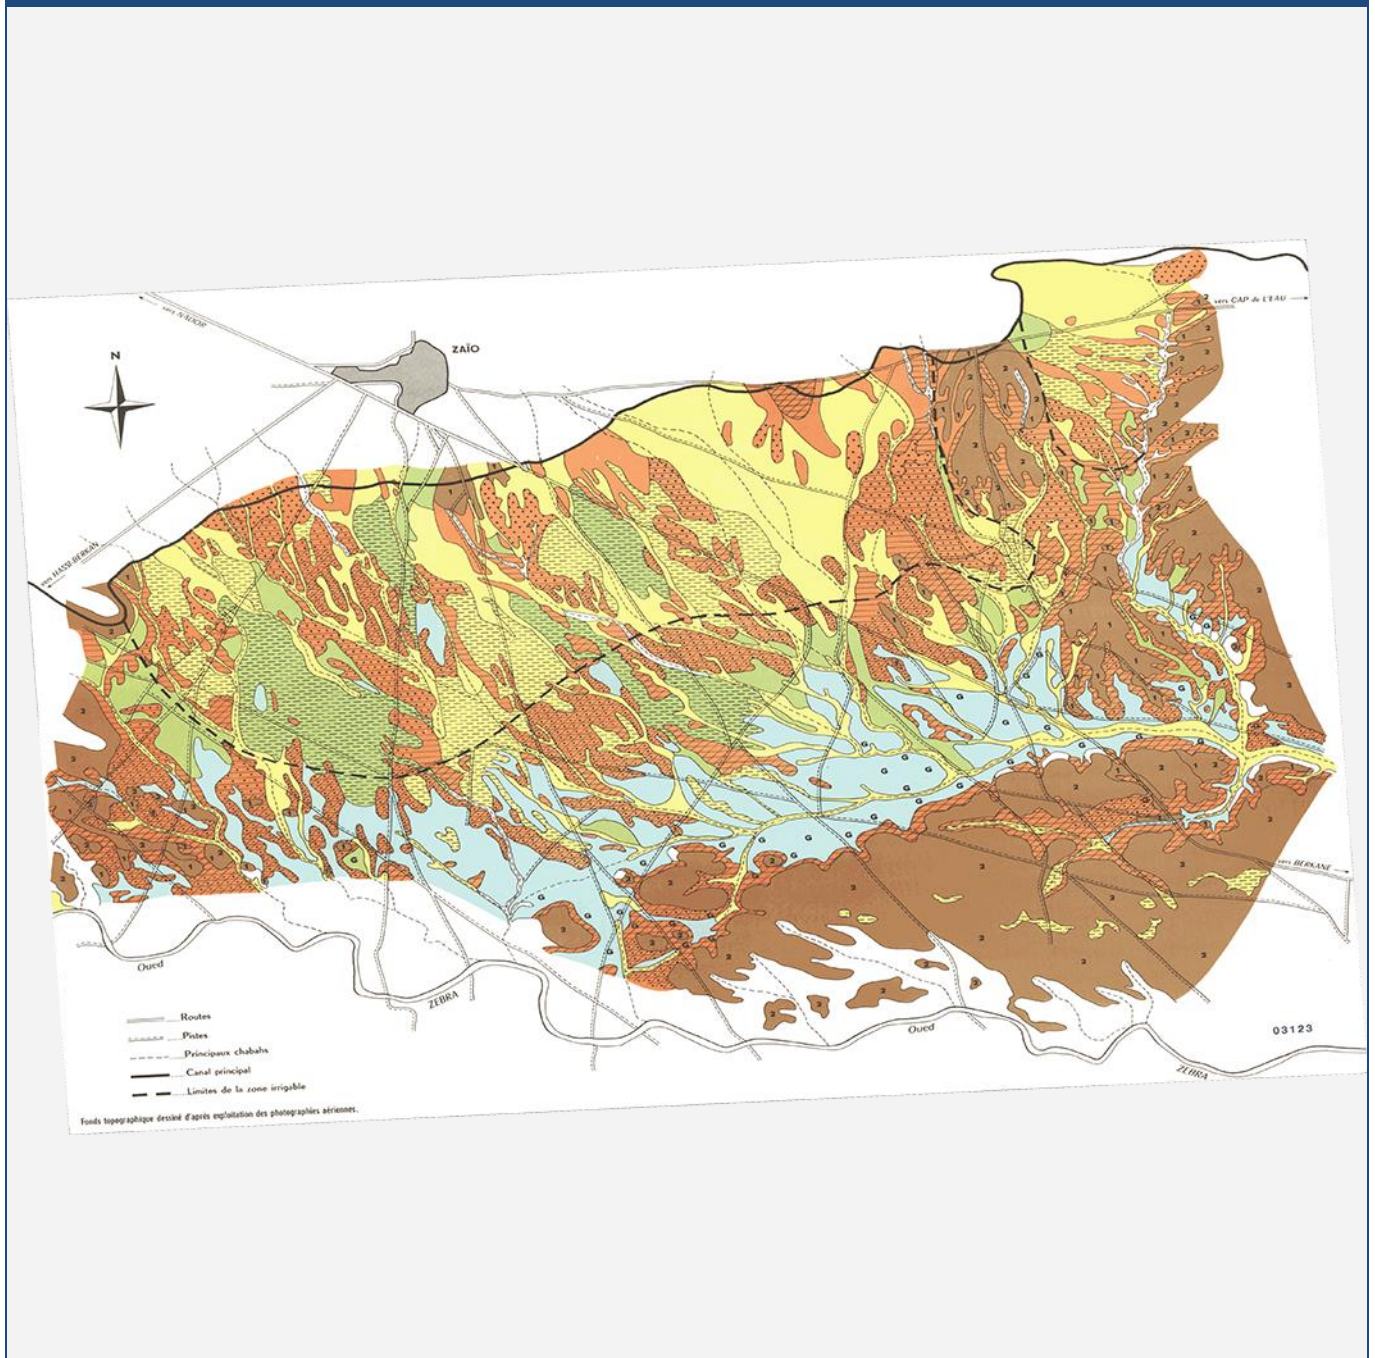 vers NADOR
ZAÏO
N
vers CAP de L'EAU
vers HASSI-BERKAN
vers BERKANE
Oued
ZEBRA
Oued
ZEBRA
03123
Routes
Pistes
Principaux chabahs
Canal principal
Limites de la zone irrigable
Fonds topographique dessiné d'après exploitation des photographies aériennes.